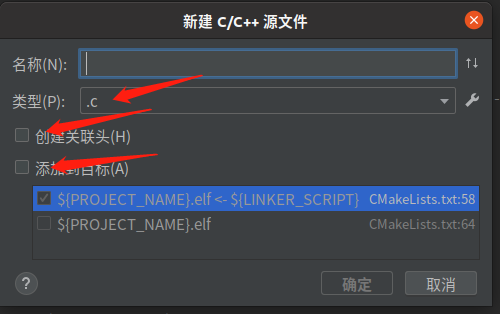 新建 C/C++ 源文件
名称(N):
类型(P): .c
创建关联头(H)
添加到目标(A)
${PROJECT_NAME}.elf <- ${LINKER_SCRIPT} CMakeLists.txt:58
${PROJECT_NAME}.elf CMakeLists.txt:64
? 确定 取消